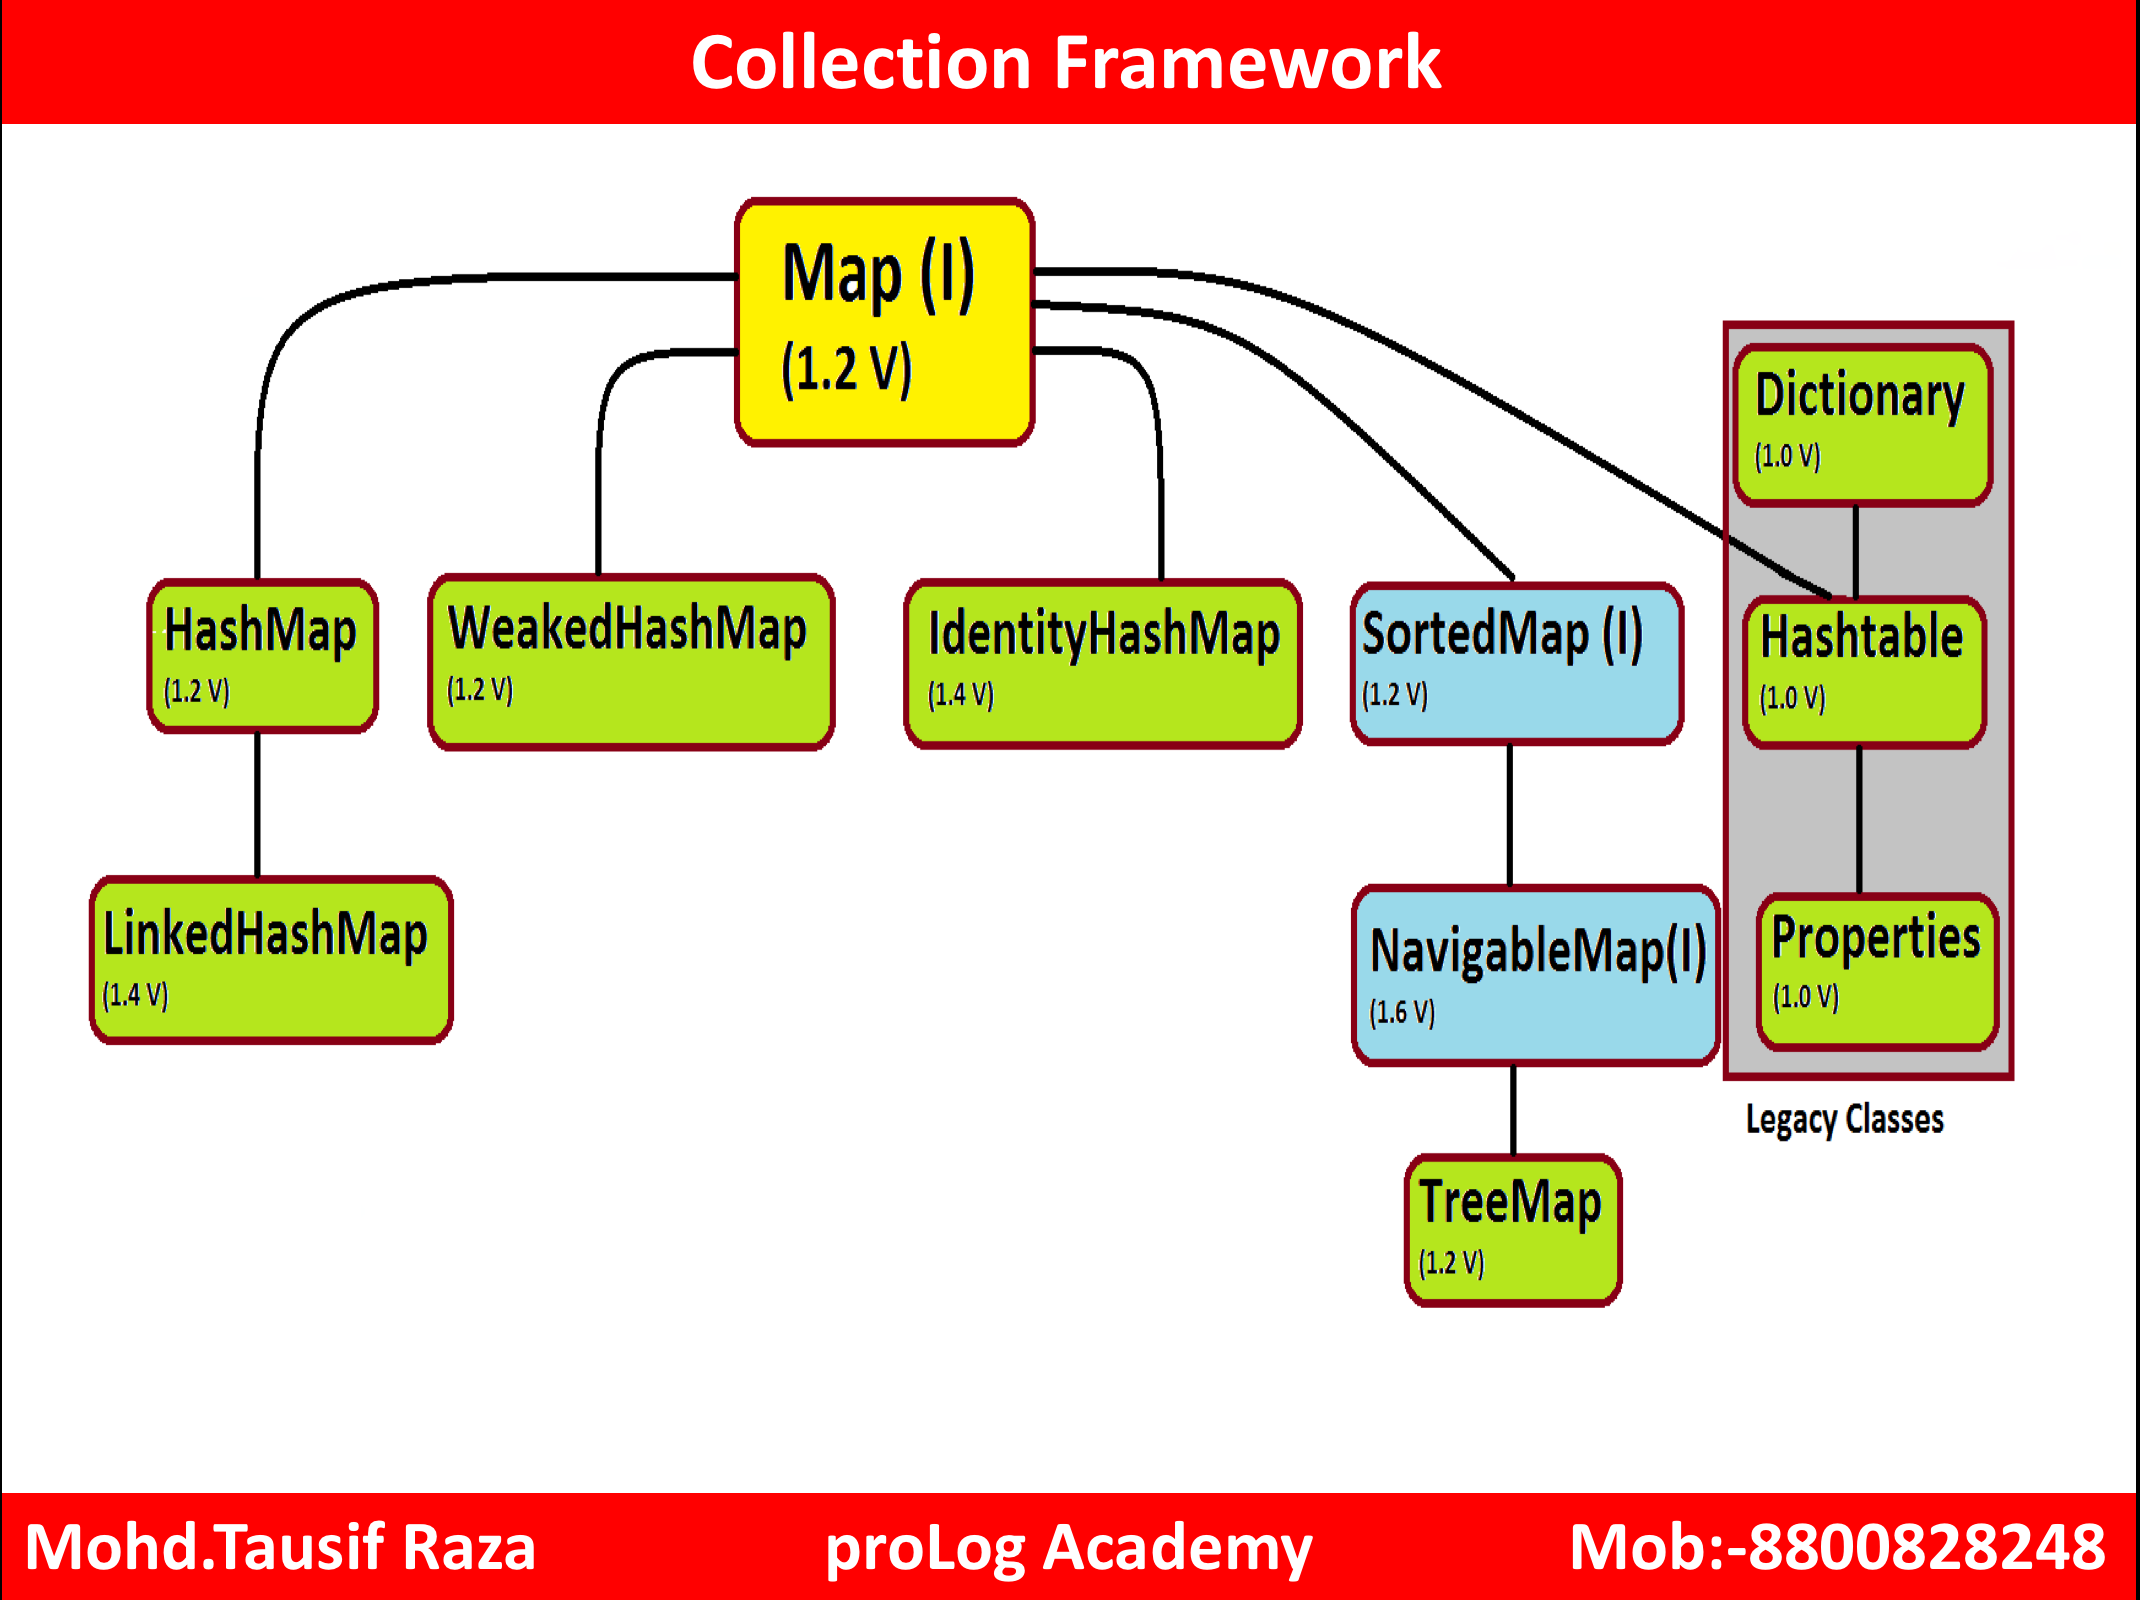 Collection Framework
Map (I)
(1.2 V)
Dictionary
(1.0 V)
HashMap
(1.2 V)
WeakedHashMap
(1.2 V)
IdentityHashMap
(1.4 V)
SortedMap (I)
(1.2 V)
Hashtable
(1.0 V)
LinkedHashMap
(1.4 V)
NavigableMap(I)
(1.6 V)
Properties
(1.0 V)
Legacy Classes
TreeMap
(1.2 V)
Mohd.Tausif Raza proLog Academy Mob:-8800828248